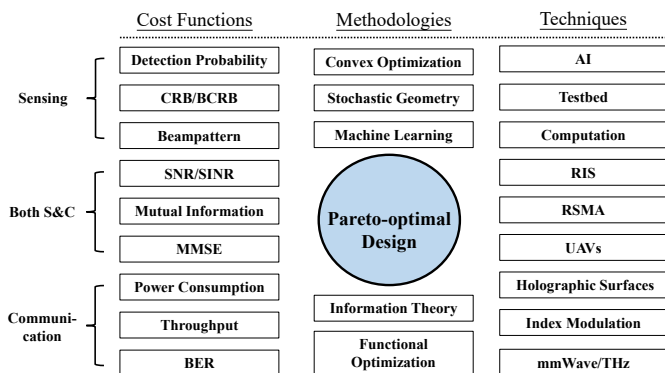 Cost Functions
Methodologies
Techniques
Sensing
Detection Probability
CRB/BCRB
Beampattern
Both S&C
SNR/SINR
Mutual Information
MMSE
Communi-
cation
Power Consumption
Throughput
BER
Convex Optimization
Stochastic Geometry
Machine Learning
Pareto-optimal
Design
Information Theory
Functional
Optimization
AI
Testbed
Computation
RIS
RSMA
UAVs
Holographic Surfaces
Index Modulation
mmWave/THz